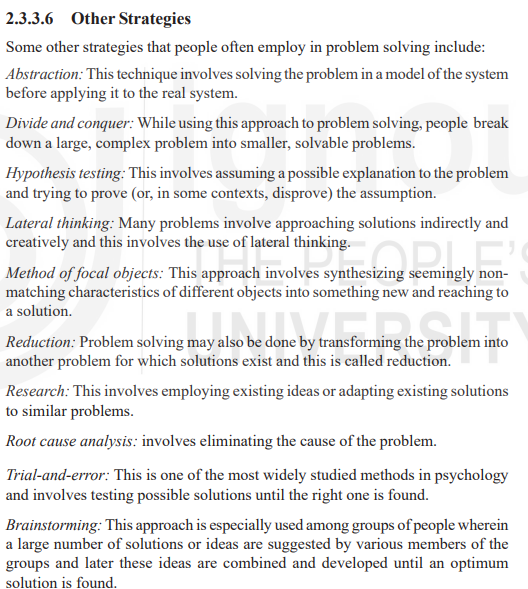 2.3.3.6 Other Strategies
Some other strategies that people often employ in problem solving include:
Abstraction: This technique involves solving the problem in a model of the system
before applying it to the real system.
Divide and conquer: While using this approach to problem solving, people break
down a large, complex problem into smaller, solvable problems.
Hypothesis testing: This involves assuming a possible explanation to the problem
and trying to prove (or, in some contexts, disprove) the assumption.
Lateral thinking: Many problems involve approaching solutions indirectly and
creatively and this involves the use of lateral thinking.
Method of focal objects: This approach involves synthesizing seemingly non-
matching characteristics of different objects into something new and reaching to
a solution.
Reduction: Problem solving may also be done by transforming the problem into
another problem for which solutions exist and this is called reduction.
Research: This involves employing existing ideas or adapting existing solutions
to similar problems.
Root cause analysis: involves eliminating the cause of the problem.
Trial-and-error: This is one of the most widely studied methods in psychology
and involves testing possible solutions until the right one is found.
Brainstorming: This approach is especially used among groups of people wherein
a large number of solutions or ideas are suggested by various members of the
groups and later these ideas are combined and developed until an optimum
solution is found.
ignou
THE PEOPLE'S
UNIVERSITY